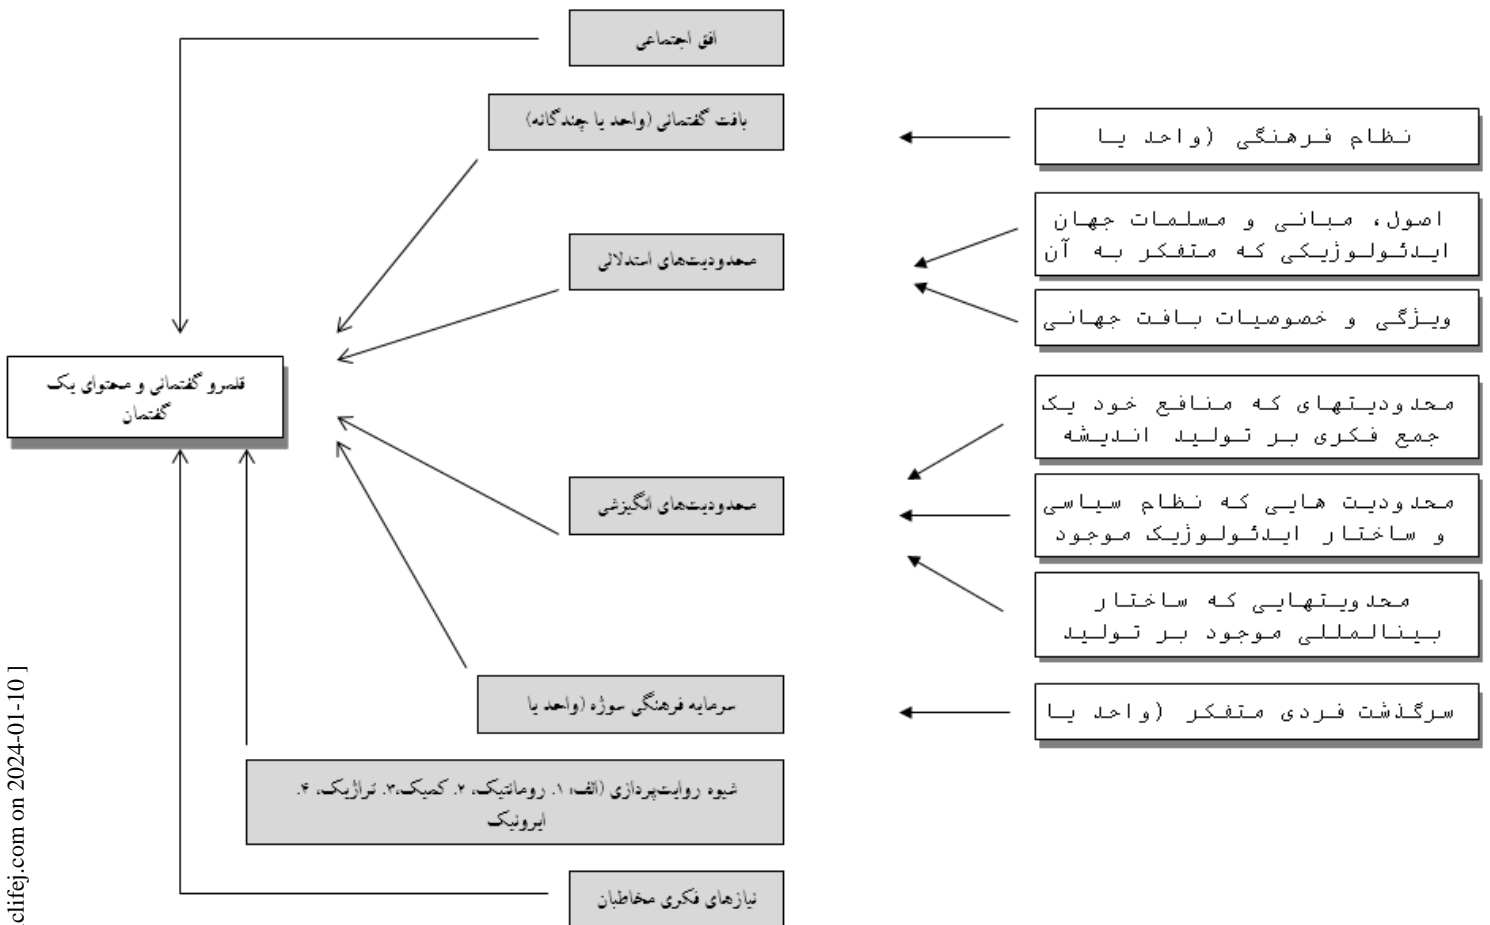 افق اجتماعی
بافت گفتمانی (واحد یا چندگانه)
نظام فرهنگی (واحد یا
اصول، مبانی و مسلمات جهان
ایدئولوژیکی که متفکر به آن
محدودیت‌های استدلالی
ویژگی و خصوصیات بافت جهانی
قلمرو گفتمانی و محتوای یک
گفتمان
محدودیتهای که منافع خود یک
جمع فکری بر تولید اندیشه
محدودیت‌های انگیزشی
محدودیت هایی که نظام سیاسی
و ساختار ایدئولوژیک موجود
محدویتهایی که ساختار
بینالمللی موجود بر تولید
سرمایه فرهنگی سوژه (واحد یا
سرگذشت فردی متفکر (واحد یا
شیوه روایت‌پردازی (الف: ۱. رومانتیک، ۲. کمیک،۳. تراژیک، ۴.
ایرونیک
نیازهای فکری مخاطبان
clifej.com on 2024-01-10 ]